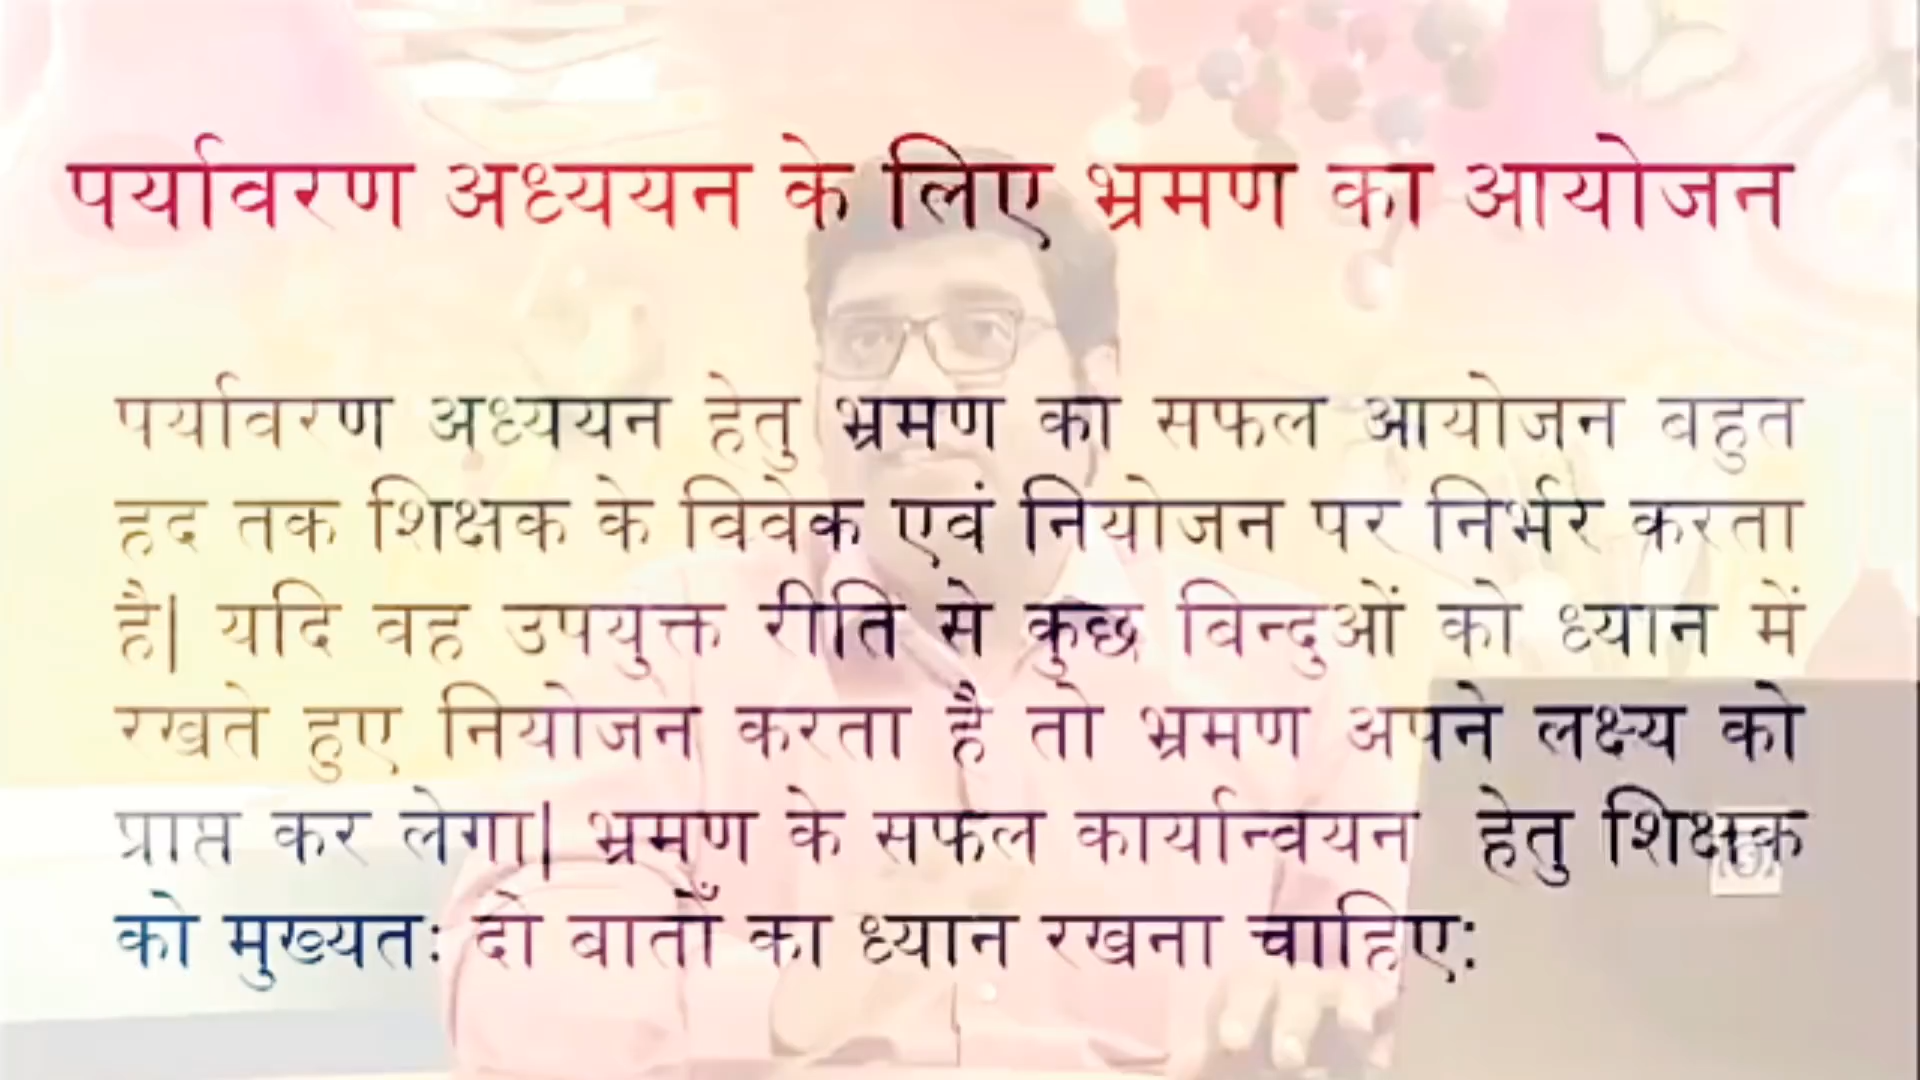 पर्यावरण अध्ययन के लिए भ्रमण का आयोजन
पर्यावरण अध्ययन हेतु भ्रमण का सफल आयोजन वहुत
हद तक शिक्षक के विवेक एवं नियोजन पर निर्भर करता
है| यदि वह उपयुक्त रीति से कुछ विन्दुओं को ध्यान में
रखते हुए नियोजन करता है तो भ्रमण अपने लक्ष्य को
प्राप्त कर लेगा| भ्रमण के सफल कार्यान्वयन हेतु शिक्षक
को मुख्यतः दो वातोँ का ध्यान रखना चाहिए: